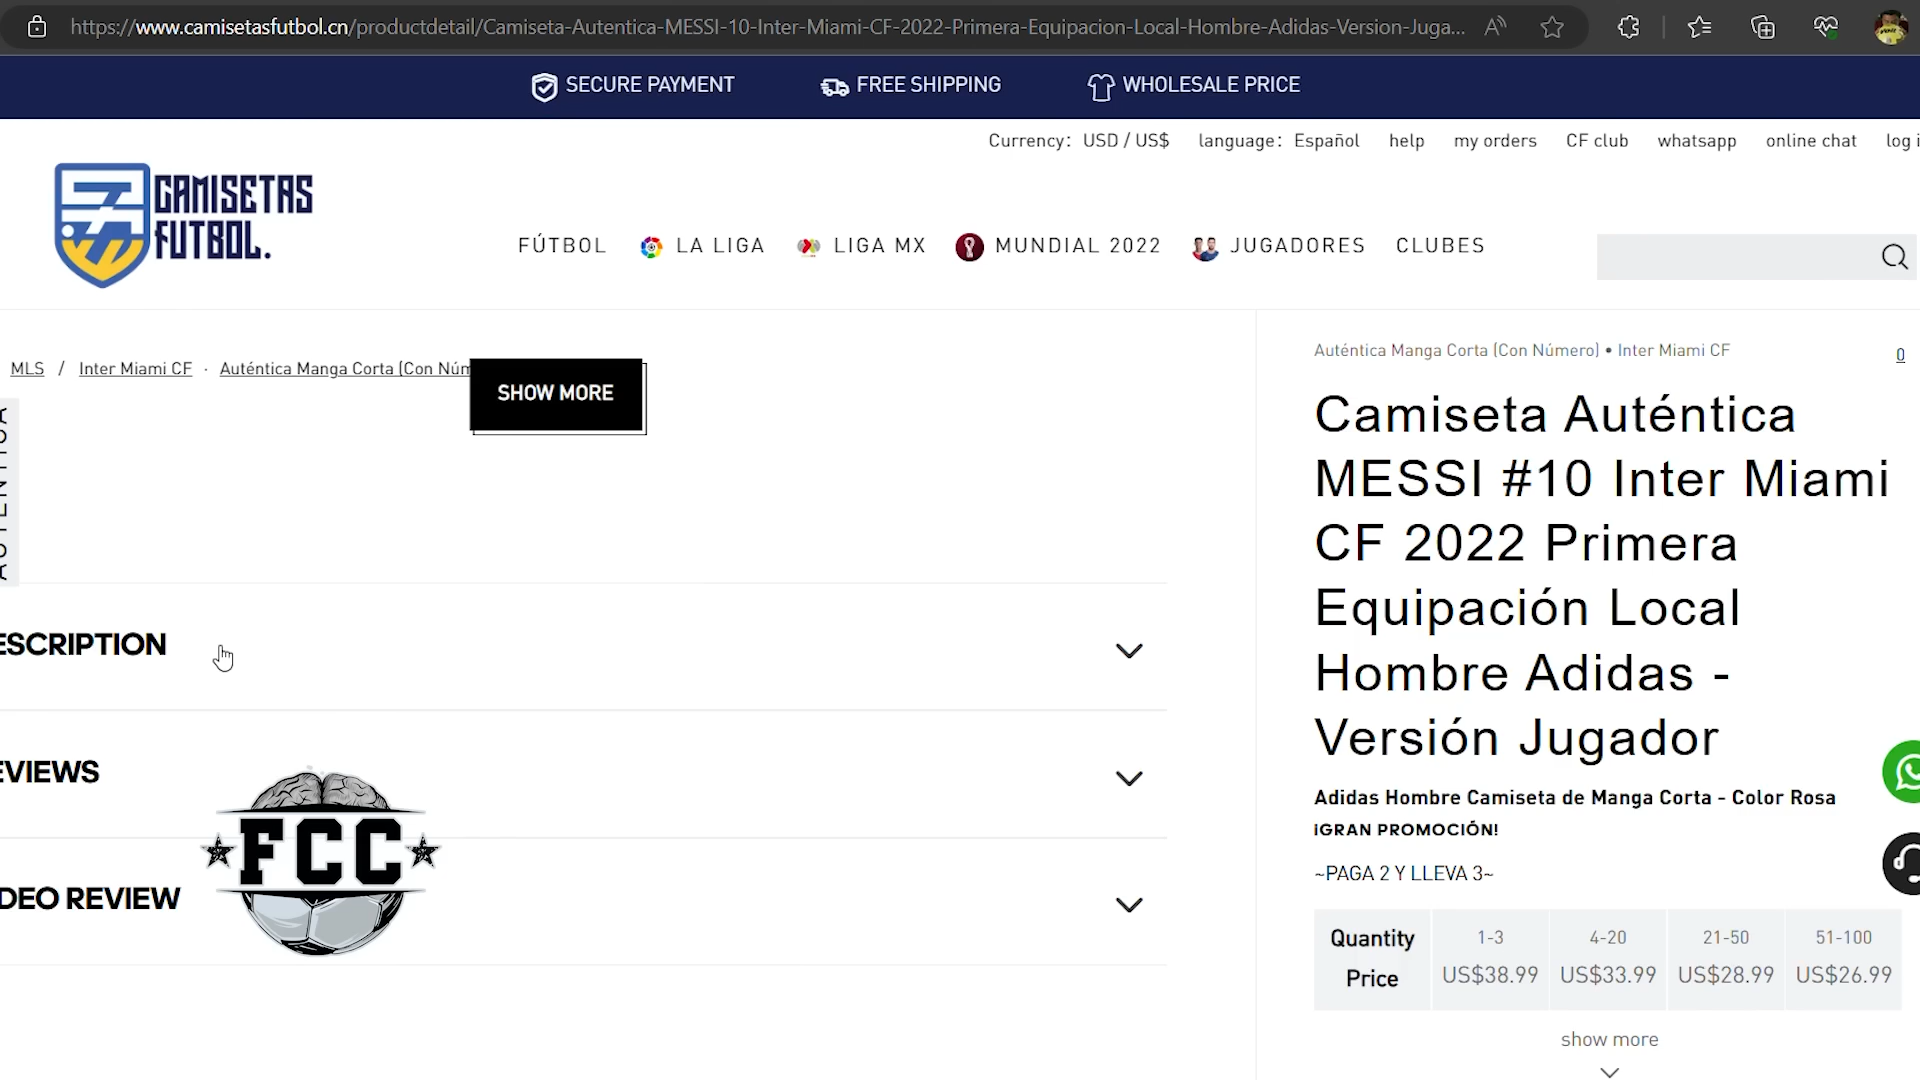 https://www.camisetasfutbol.cn/productdetail/Camiseta-Autentica-MESSI-10-Inter-Miami-CF-2022-Primera-Equipacion-Local-Hombre-Adidas-Version-Juga...
SECURE PAYMENT FREE SHIPPING WHOLESALE PRICE
Currency: USD / US$ language: Español help my orders CF club whatsapp online chat log i
CAMISETAS
FUTBOL.
FÚTBOL LA LIGA LIGA MX MUNDIAL 2022 JUGADORES CLUBES
MLS / Inter Miami CF · Auténtica Manga Corta (Con Núm
SHOW MORE
AUTÉNTICA
ESCRIPTION
EVIEWS
DEO REVIEW
FCC
Auténtica Manga Corta (Con Número) • Inter Miami CF
0
Camiseta Auténtica
MESSI #10 Inter Miami
CF 2022 Primera
Equipación Local
Hombre Adidas -
Versión Jugador
Adidas Hombre Camiseta de Manga Corta - Color Rosa
¡GRAN PROMOCIÓN!
~PAGA 2 Y LLEVA 3~
Quantity 1-3 4-20 21-50 51-100
Price US$38.99 US$33.99 US$28.99 US$26.99
show more